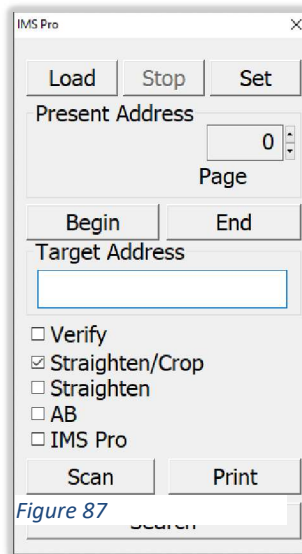 IMS Pro
Load Stop Set
Present Address
0
Page
Begin End
Target Address
Verify
Straighten/Crop
Straighten
AB
IMS Pro
Scan Print
Figure 87
Search